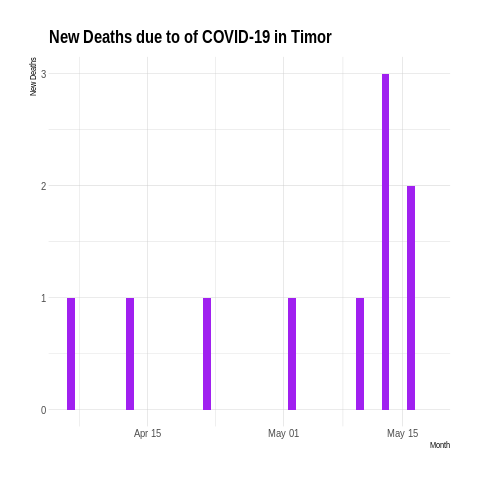 New Deaths due to of COVID-19 in Timor
New Deaths
3
2
1
0
Apr 15 May 01 May 15
Month